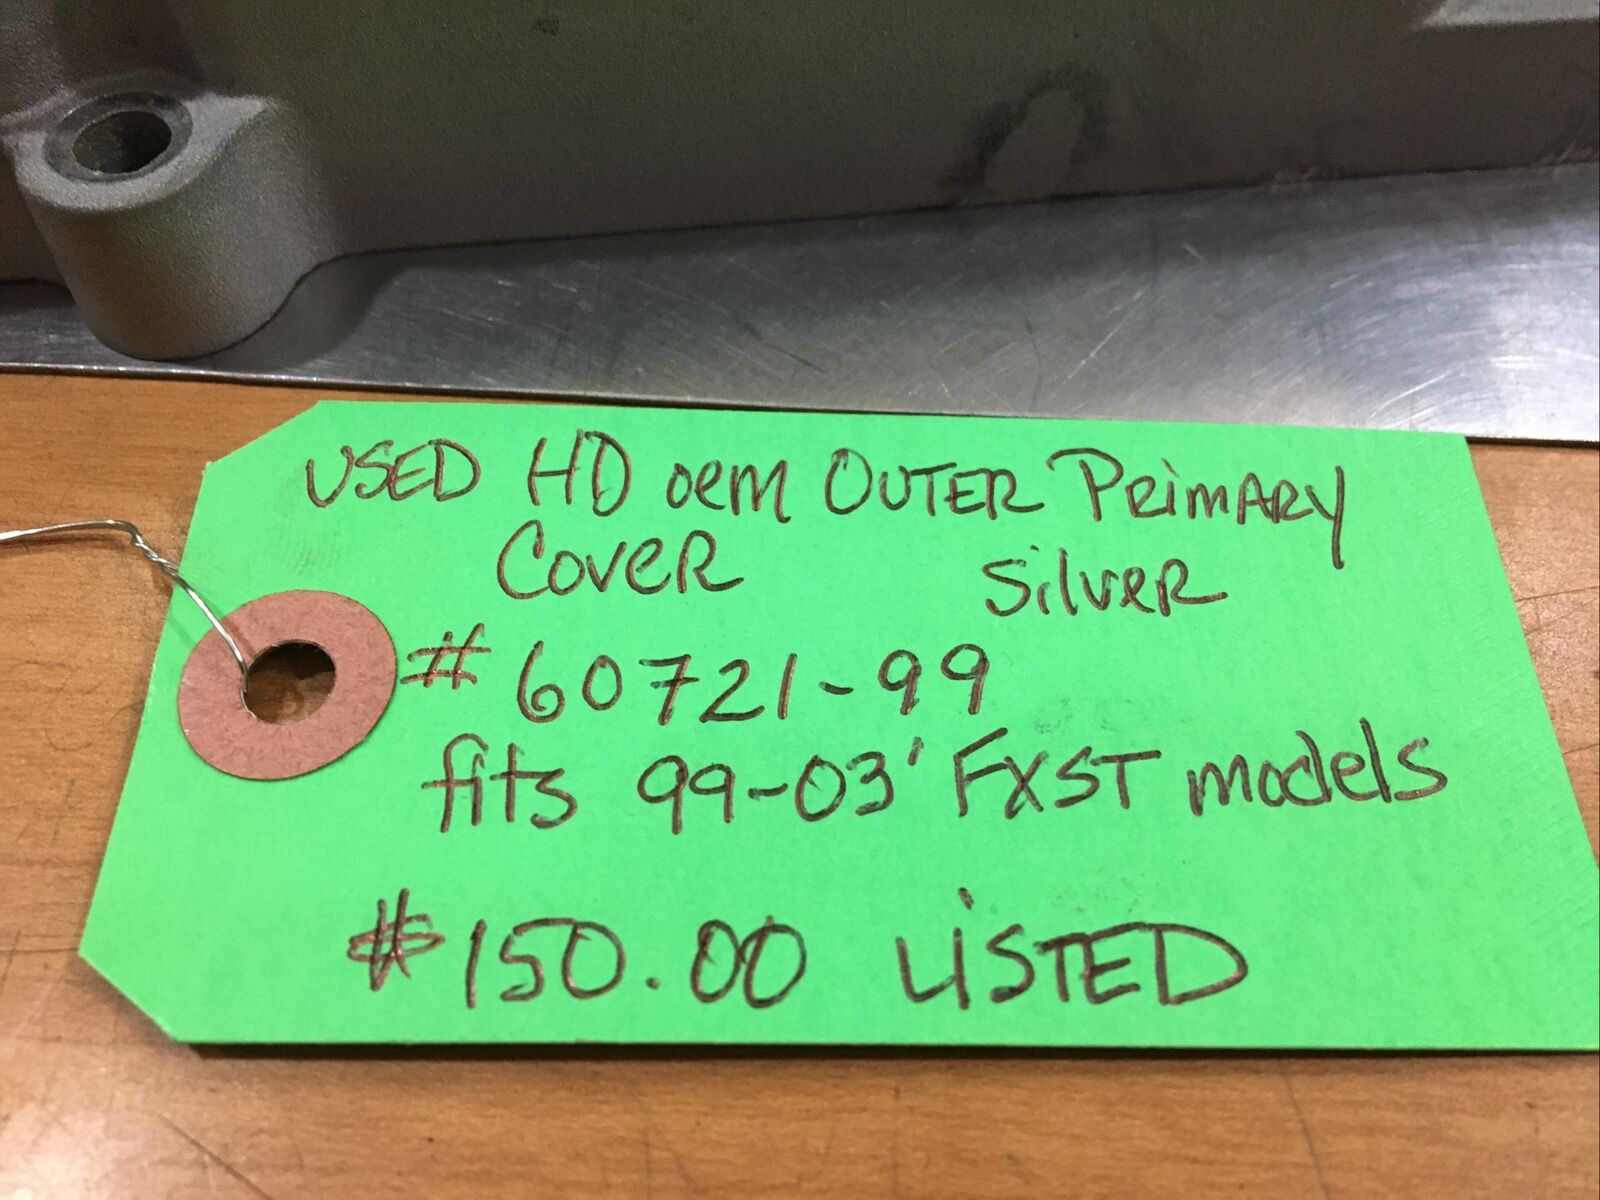 USED HD oem OUTER PRIMARY
COVER Silver
# 60721-99
fits 99-03' FXST models
$150.00 LISTED